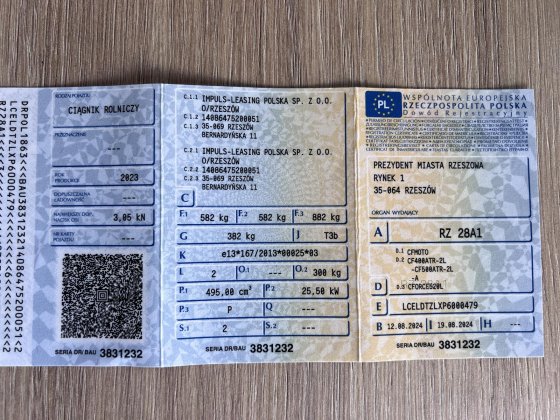 RODZAJ POJAZDU
CIĄGNIK ROLNICZY
PRZEZNACZENIE
---
ROK PRODUKCJI
2023
DOPUSZCZALNA ŁADOWNOŚĆ
---
NAJWIĘKSZY DOP. NACISK OSI
3,05 kN
NR KARTY POJAZDU
---
SERIA DR/BAU 3831232
C.1.1 IMPULS-LEASING POLSKA SP. Z O.O.
O/RZESZÓW
C.1.2 14086475200051
C.1.3 35-069 RZESZÓW
BERNARDYŃSKA 11
C.2.1 IMPULS-LEASING POLSKA SP. Z O.O.
O/RZESZÓW
C.2.2 14086475200051
C.2.3 35-069 RZESZÓW
BERNARDYŃSKA 11
C
F.1 582 kg F.2 582 kg F.3 882 kg
G 382 kg J T3b
K e13*167/2013*00025*03
L 2 O.1 --- O.2 300 kg
P.1 495,00 cm³ P.2 25,50 kW
P.3 P Q ---
S.1 2 S.2 ---
SERIA DR/BAU 3831232
PL
WSPÓLNOTA EUROPEJSKA
RZECZPOSPOLITA POLSKA
Dowód Rejestracyjny
PREZYDENT MIASTA RZESZOWA
RYNEK 1
35-064 RZESZÓW
ORGAN WYDAJĄCY
A RZ 28A1
D.1 CFMOTO
D.2 CF400ATR-2L
-CF500ATR-2L
-A
D D.3 CFORCE520L
E LCELDTZLXP6000479
B 12.08.2024 I 19.08.2024 H ---
SERIA DR/BAU 3831232